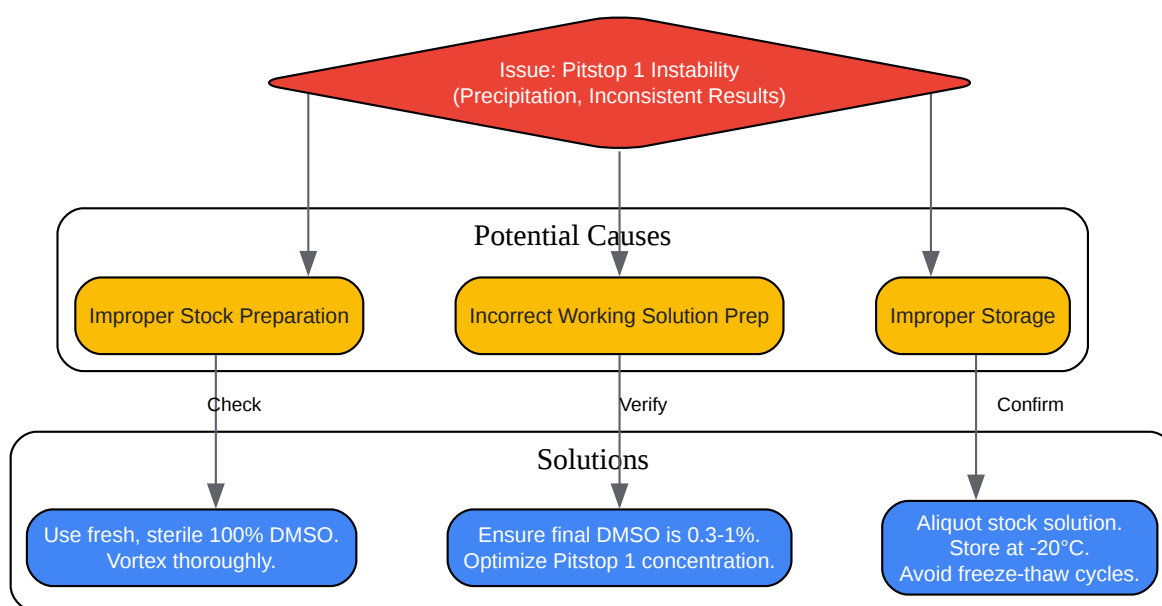 Issue: Pitstop 1 Instability
(Precipitation, Inconsistent Results)
Potential Causes
Improper Stock Preparation
Incorrect Working Solution Prep
Improper Storage
Check
Verify
Confirm
Solutions
Use fresh, sterile 100% DMSO.
Vortex thoroughly.
Ensure final DMSO is 0.3-1%.
Optimize Pitstop 1 concentration.
Aliquot stock solution.
Store at -20°C.
Avoid freeze-thaw cycles.